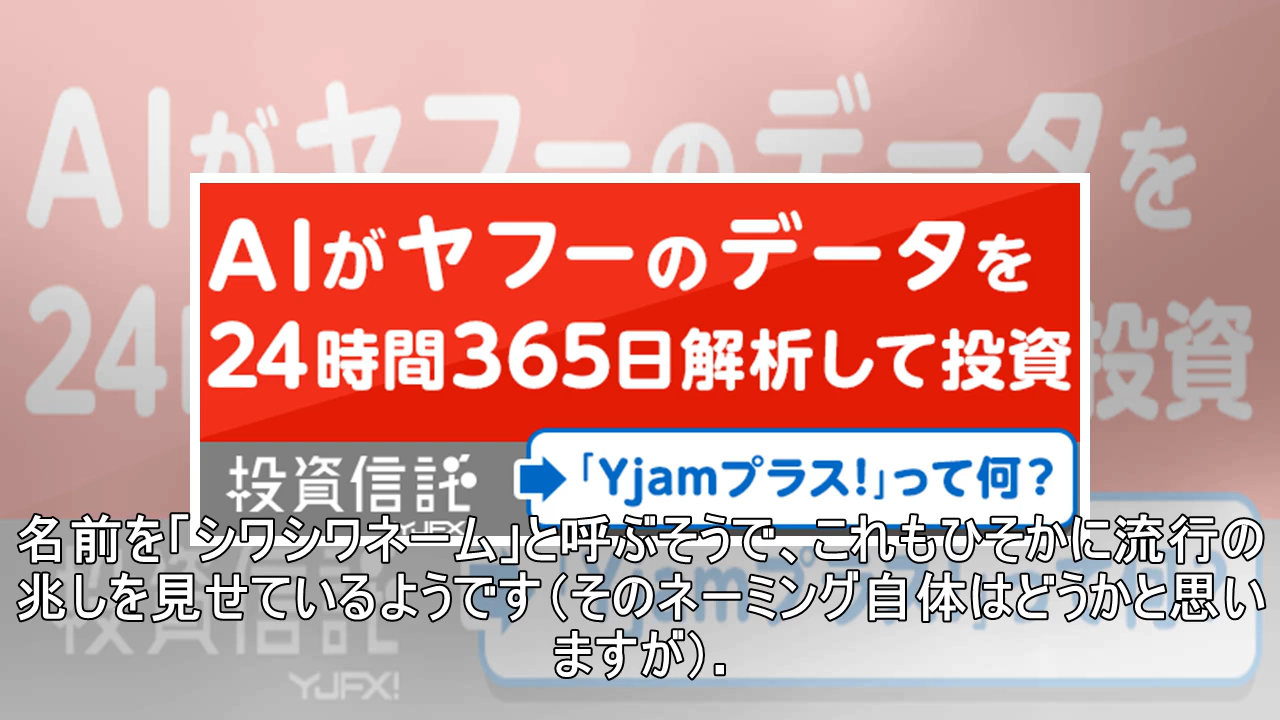 AIがヤフーのデータを
24時間365日解析して投資
投資信託
YJFX!
「Yjamプラス!」って何?
名前を「シワシワネーム」と呼ぶそうで、これもひそかに流行の
兆しを見せているようです(そのネーミング自体はどうかと思い
ますが).